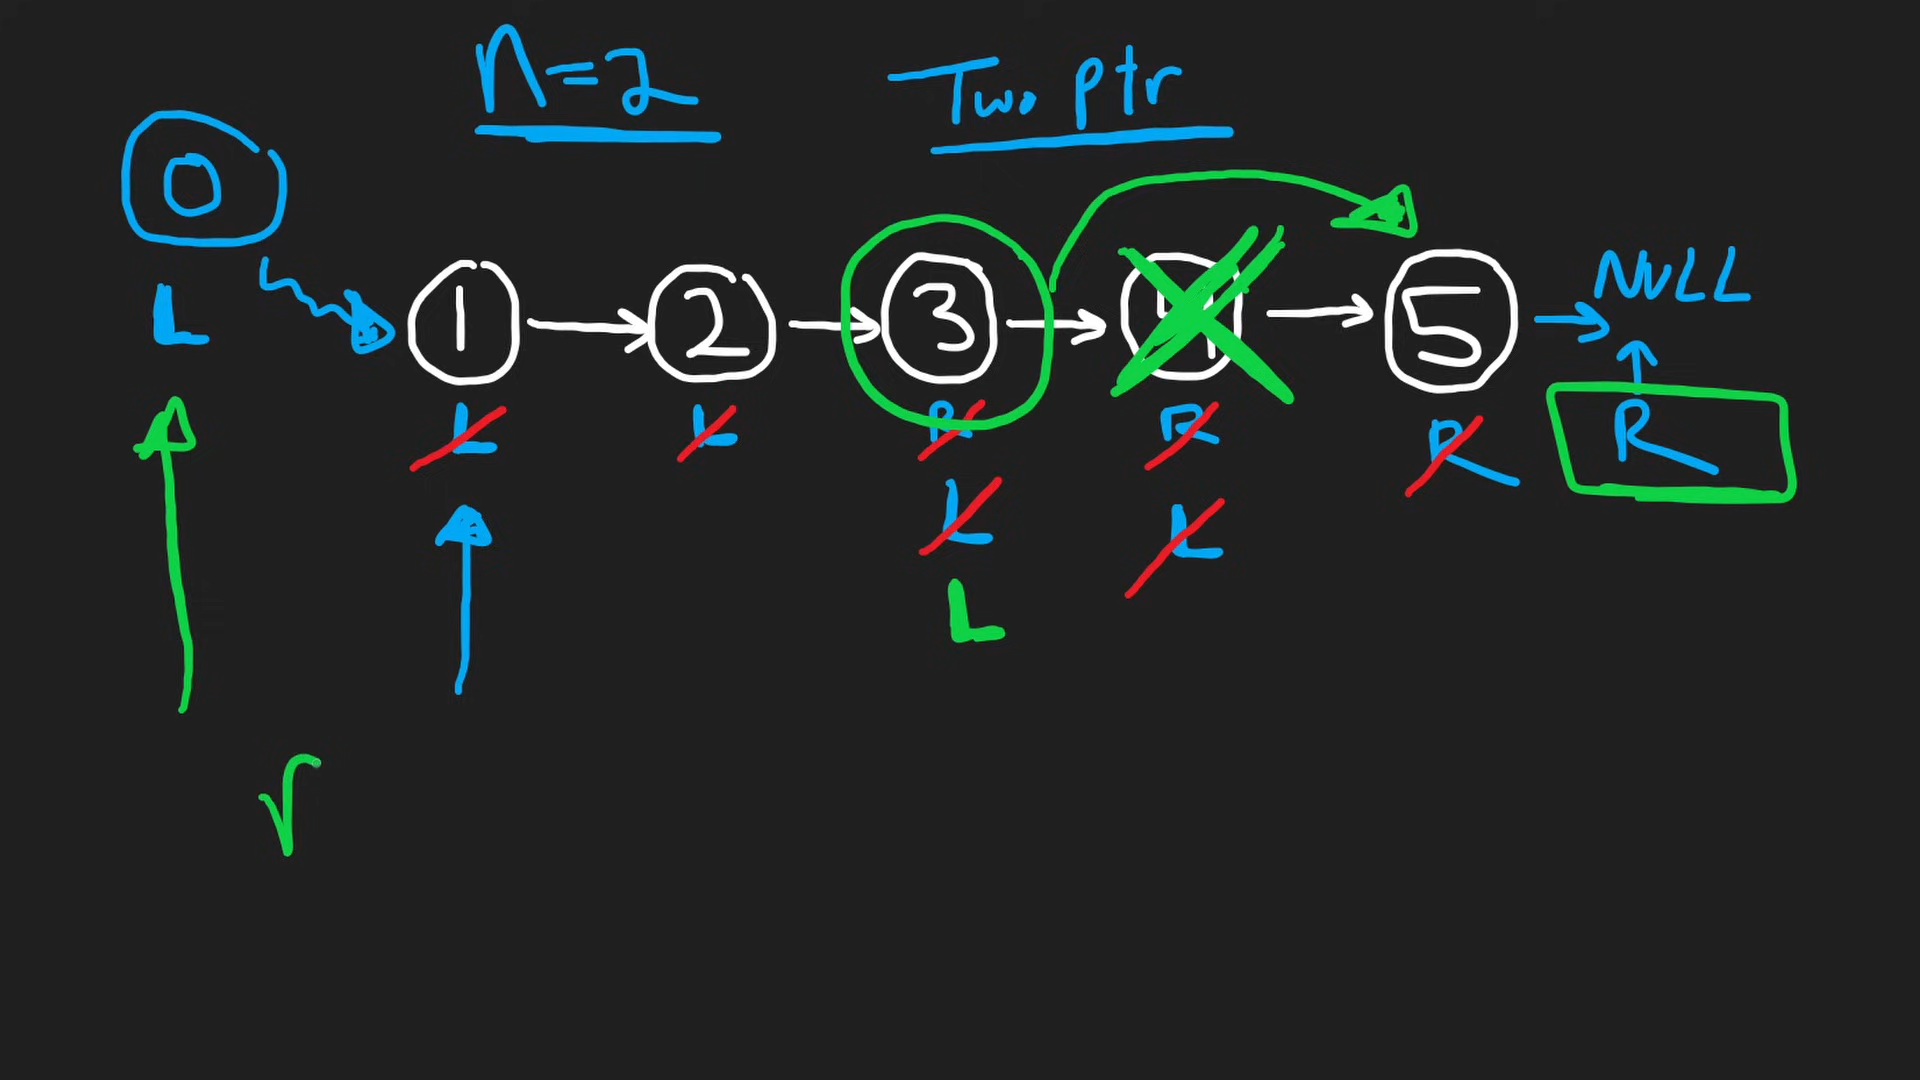 n=2
Two ptr
0
L
1 2 3 4 5 NULL
L L R R R R
L L
L
r